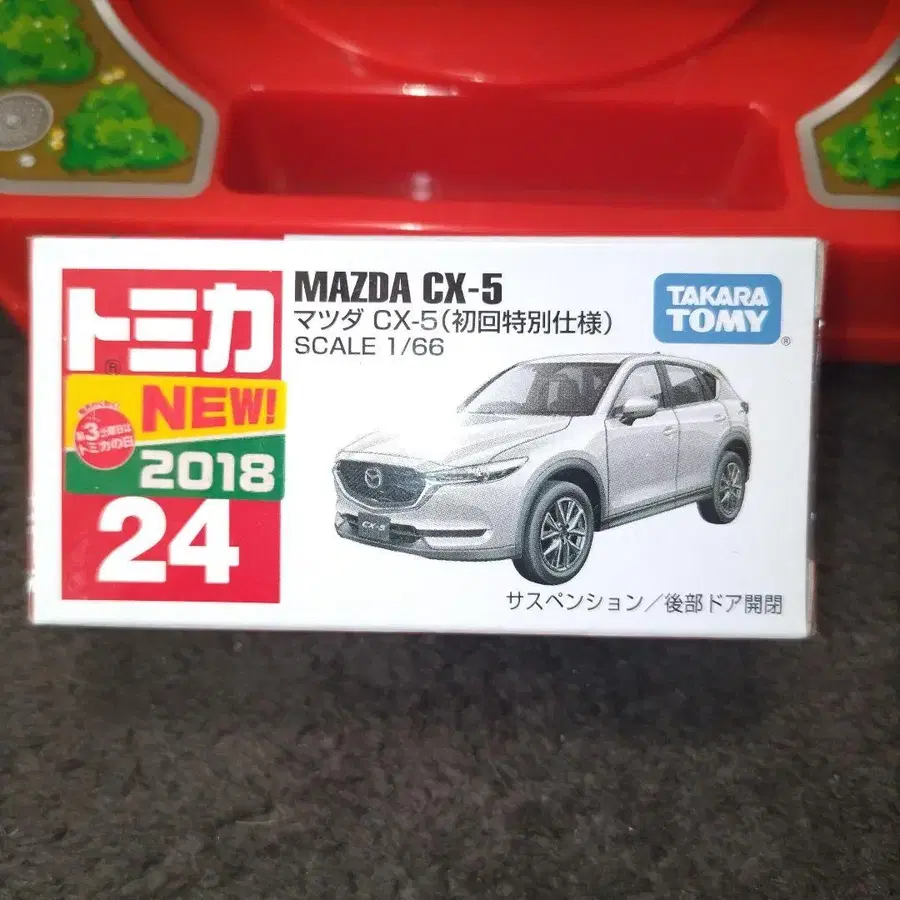 トミカ
®
NEW!
第3土曜日は
トミカの日
2018
24
MAZDA CX-5
マツダ CX-5(初回特別仕様)
SCALE 1/66
TAKARA
TOMY
®
CX-5
サスペンション/後部ドア開閉